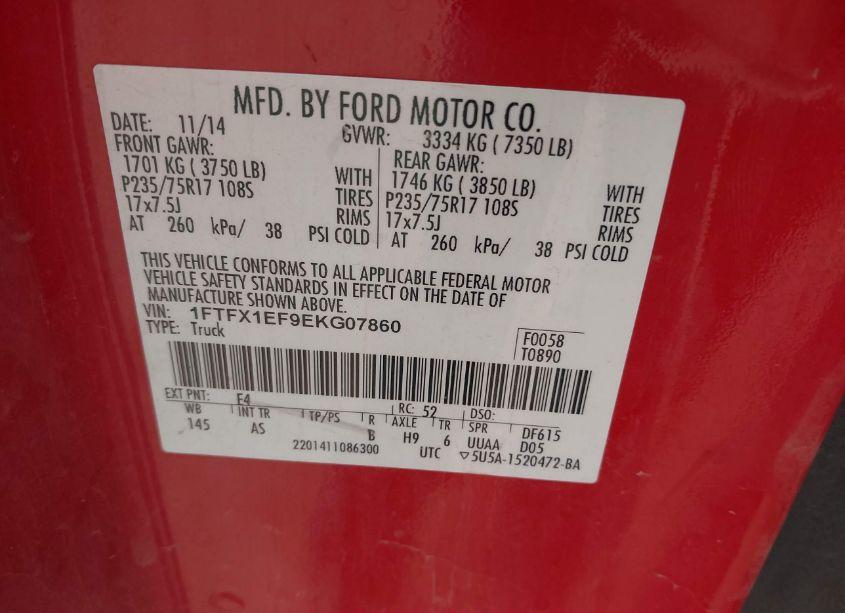 MFD. BY FORD MOTOR CO.
DATE: 11/14 GVWR: 3334 KG ( 7350 LB)
FRONT GAWR: REAR GAWR:
1701 KG ( 3750 LB) WITH 1746 KG ( 3850 LB) WITH
P235/75R17 108S TIRES P235/75R17 108S TIRES
17x7.5J RIMS 17x7.5J RIMS
AT 260 kPa/ 38 PSI COLD AT 260 kPa/ 38 PSI COLD
THIS VEHICLE CONFORMS TO ALL APPLICABLE FEDERAL MOTOR
VEHICLE SAFETY STANDARDS IN EFFECT ON THE DATE OF
MANUFACTURE SHOWN ABOVE.
VIN: 1FTFX1EF9EKG07860
TYPE: Truck
F0058
T0890
EXT PNT: E4 RC: 52 DSO:
WB INT TR TP/PS R AXLE TR SPR DF615
145 AS B H9 6 UUAA D05
2201411086300 UTC ▽5U5A-1520472-BA